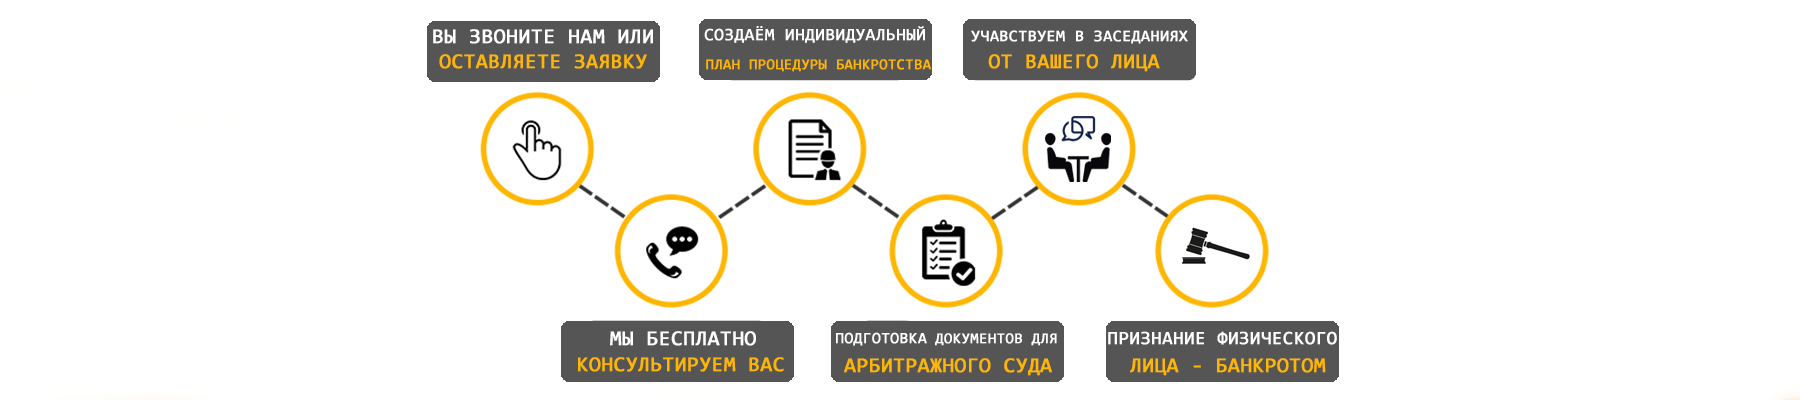 ВЫ ЗВОНИТЕ НАМ ИЛИ
ОСТАВЛЯЕТЕ ЗАЯВКУ
МЫ БЕСПЛАТНО
КОНСУЛЬТИРУЕМ ВАС
СОЗДАЁМ ИНДИВИДУАЛЬНЫЙ
ПЛАН ПРОЦЕДУРЫ БАНКРОТСТВА
ПОДГОТОВКА ДОКУМЕНТОВ ДЛЯ
АРБИТРАЖНОГО СУДА
УЧАВСТВУЕМ В ЗАСЕДАНИЯХ
ОТ ВАШЕГО ЛИЦА
ПРИЗНАНИЕ ФИЗИЧЕСКОГО
ЛИЦА - БАНКРОТОМ